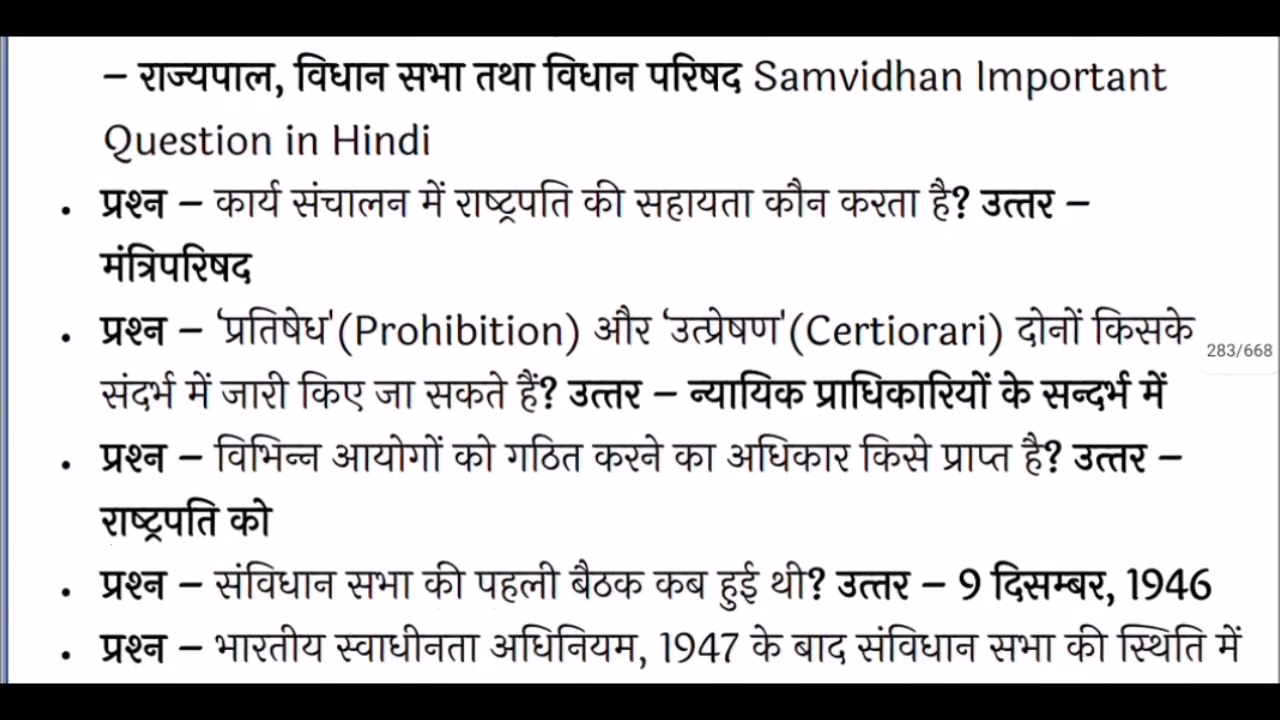 – राज्यपाल, विधान सभा तथा विधान परिषद Samvidhan Important
Question in Hindi
• प्रश्न – कार्य संचालन में राष्ट्रपति की सहायता कौन करता है? उत्तर –
मंत्रिपरिषद
• प्रश्न – 'प्रतिषेध'(Prohibition) और 'उत्प्रेषण'(Certiorari) दोनों किसके
283/668
संदर्भ में जारी किए जा सकते हैं? उत्तर – न्यायिक प्राधिकारियों के सन्दर्भ में
• प्रश्न – विभिन्न आयोगों को गठित करने का अधिकार किसे प्राप्त है? उत्तर –
राष्ट्रपति को
• प्रश्न – संविधान सभा की पहली बैठक कब हुई थी? उत्तर – 9 दिसम्बर, 1946
• प्रश्न – भारतीय स्वाधीनता अधिनियम, 1947 के बाद संविधान सभा की स्थिति में